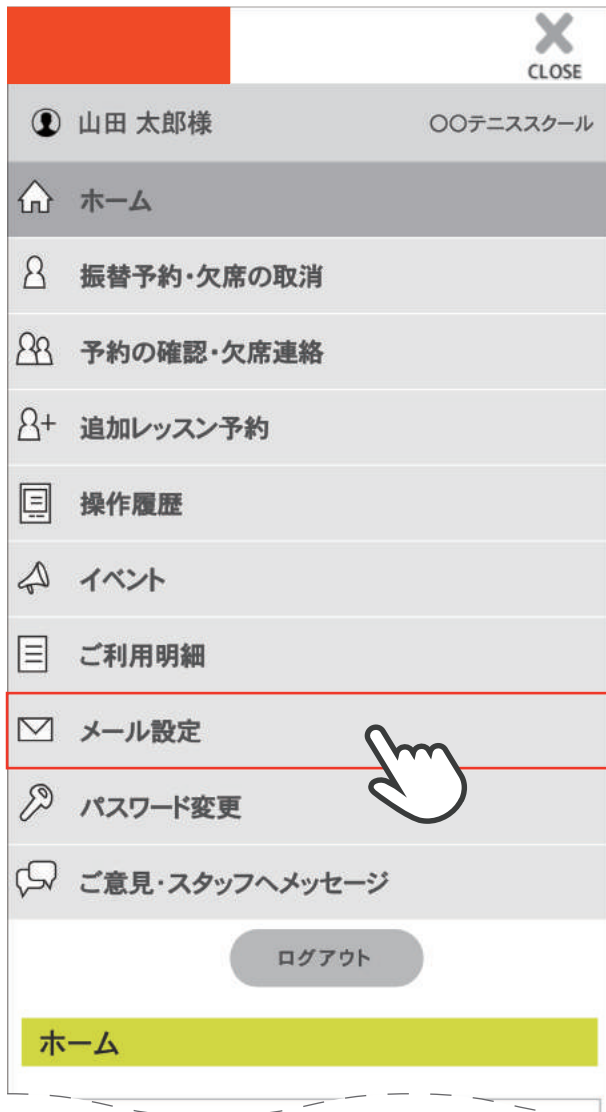 CLOSE
山田 太郎様 〇〇テニススクール
ホーム
振替予約・欠席の取消
予約の確認・欠席連絡
追加レッスン予約
操作履歴
イベント
ご利用明細
メール設定
パスワード変更
ご意見・スタッフへメッセージ
ログアウト
ホーム